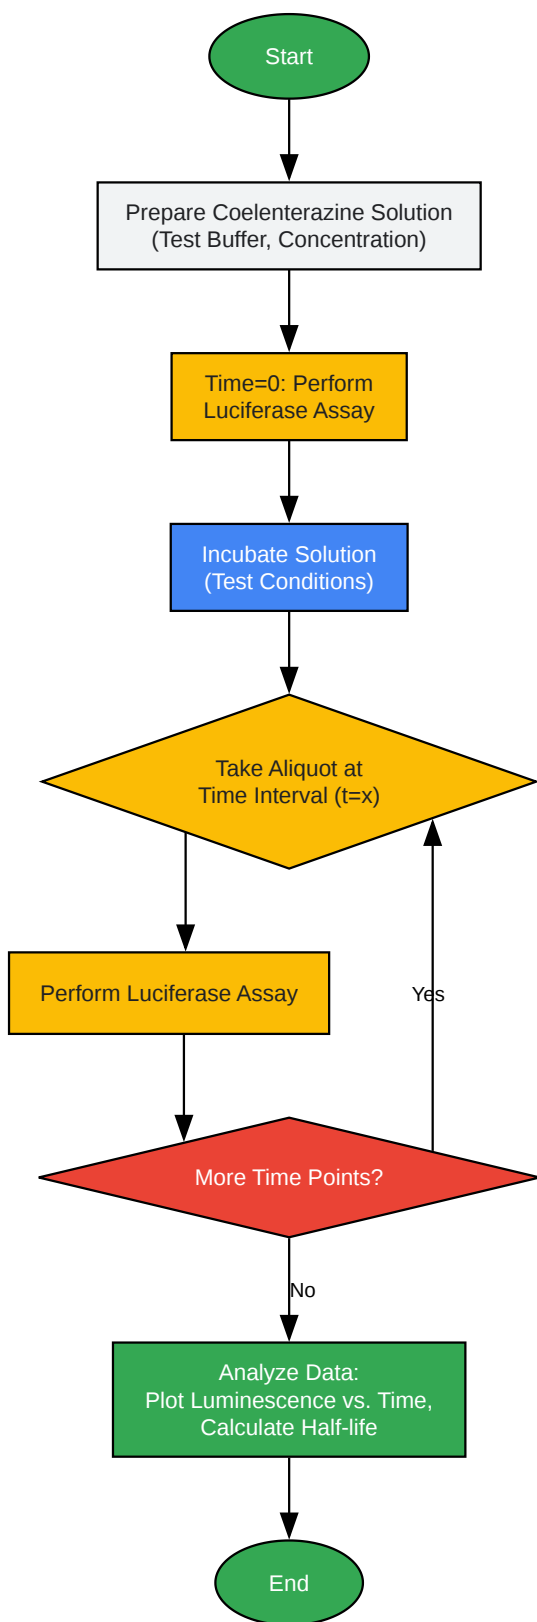 Start
Prepare Coelenterazine Solution
(Test Buffer, Concentration)
Time=0: Perform
Luciferase Assay
Incubate Solution
(Test Conditions)
Take Aliquot at
Time Interval (t=x)
Perform Luciferase Assay
Yes
More Time Points?
No
Analyze Data:
Plot Luminescence vs. Time,
Calculate Half-life
End